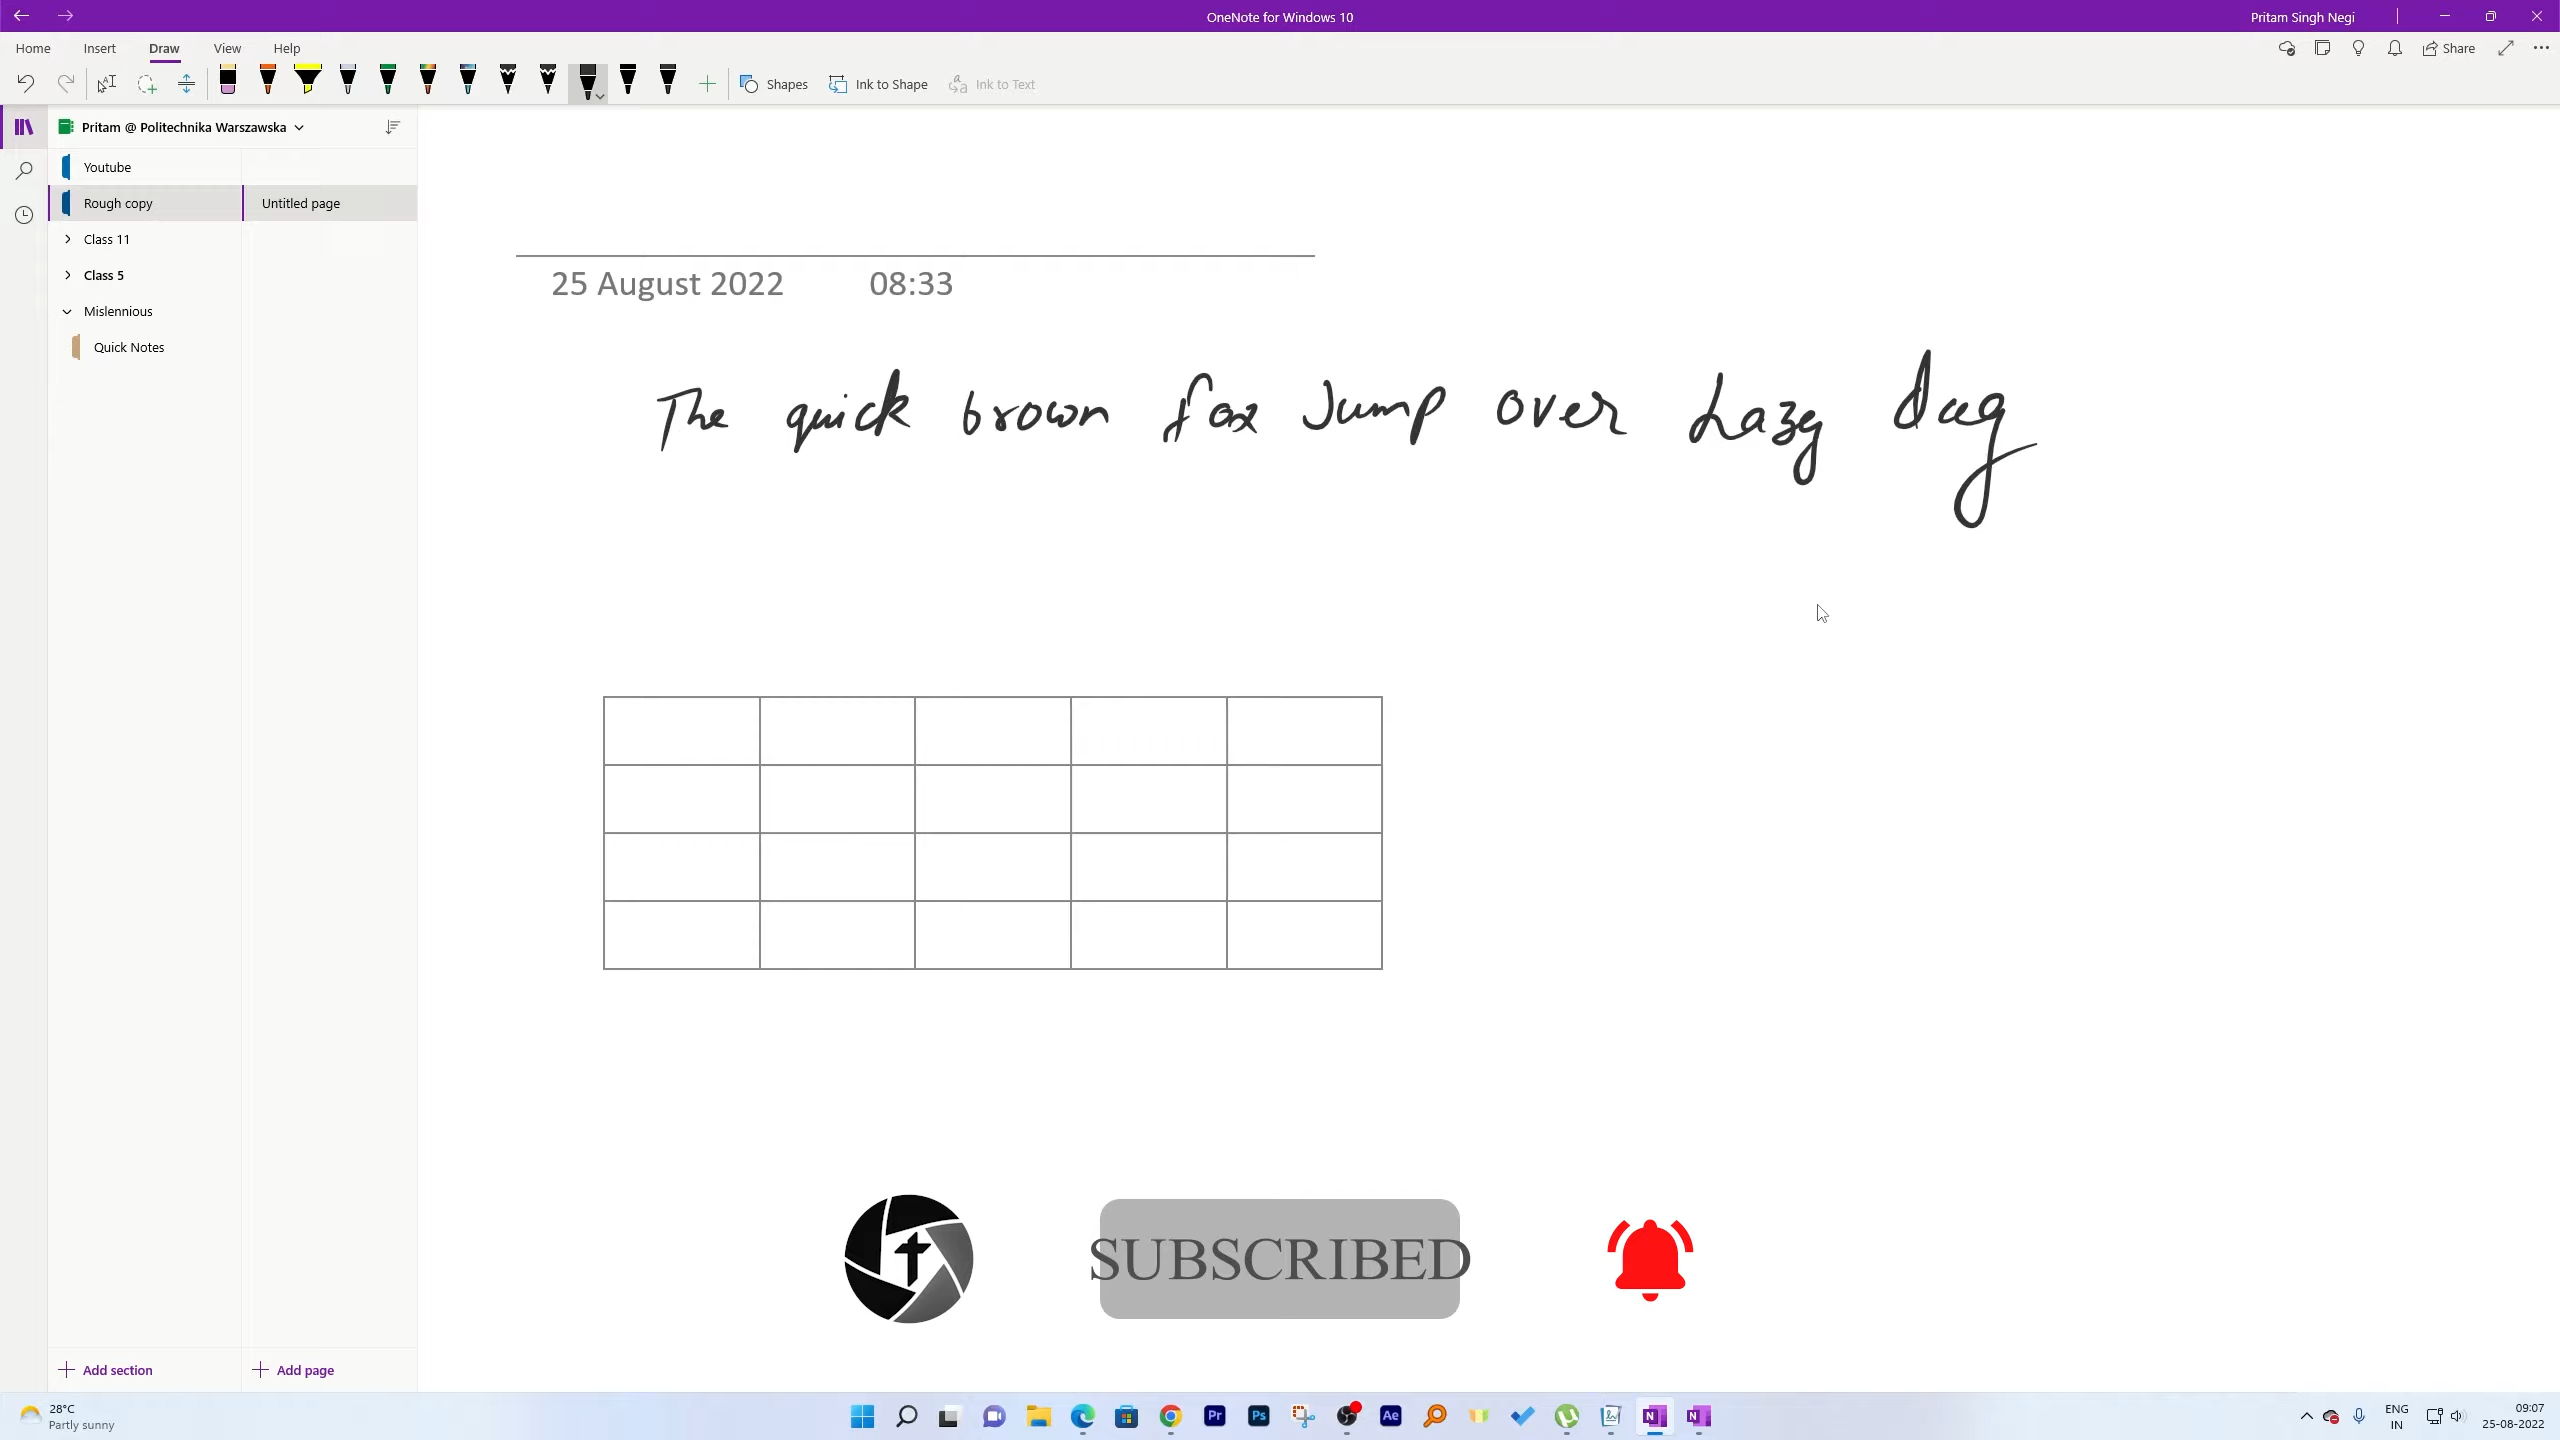 OneNote for Windows 10
Pritam Singh Negi
Home Insert Draw View Help
Share
Shapes Ink to Shape Ink to Text
Pritam @ Politechnika Warszawska
Youtube
Rough copy
Untitled page
Class 11
Class 5
Mislennious
Quick Notes
25 August 2022 08:33
The quick brown fox Jump over Lazy dog
SUBSCRIBED
Add section
Add page
28°C
Partly sunny
Pr Ps Ae
ENG
IN
09:07
25-08-2022